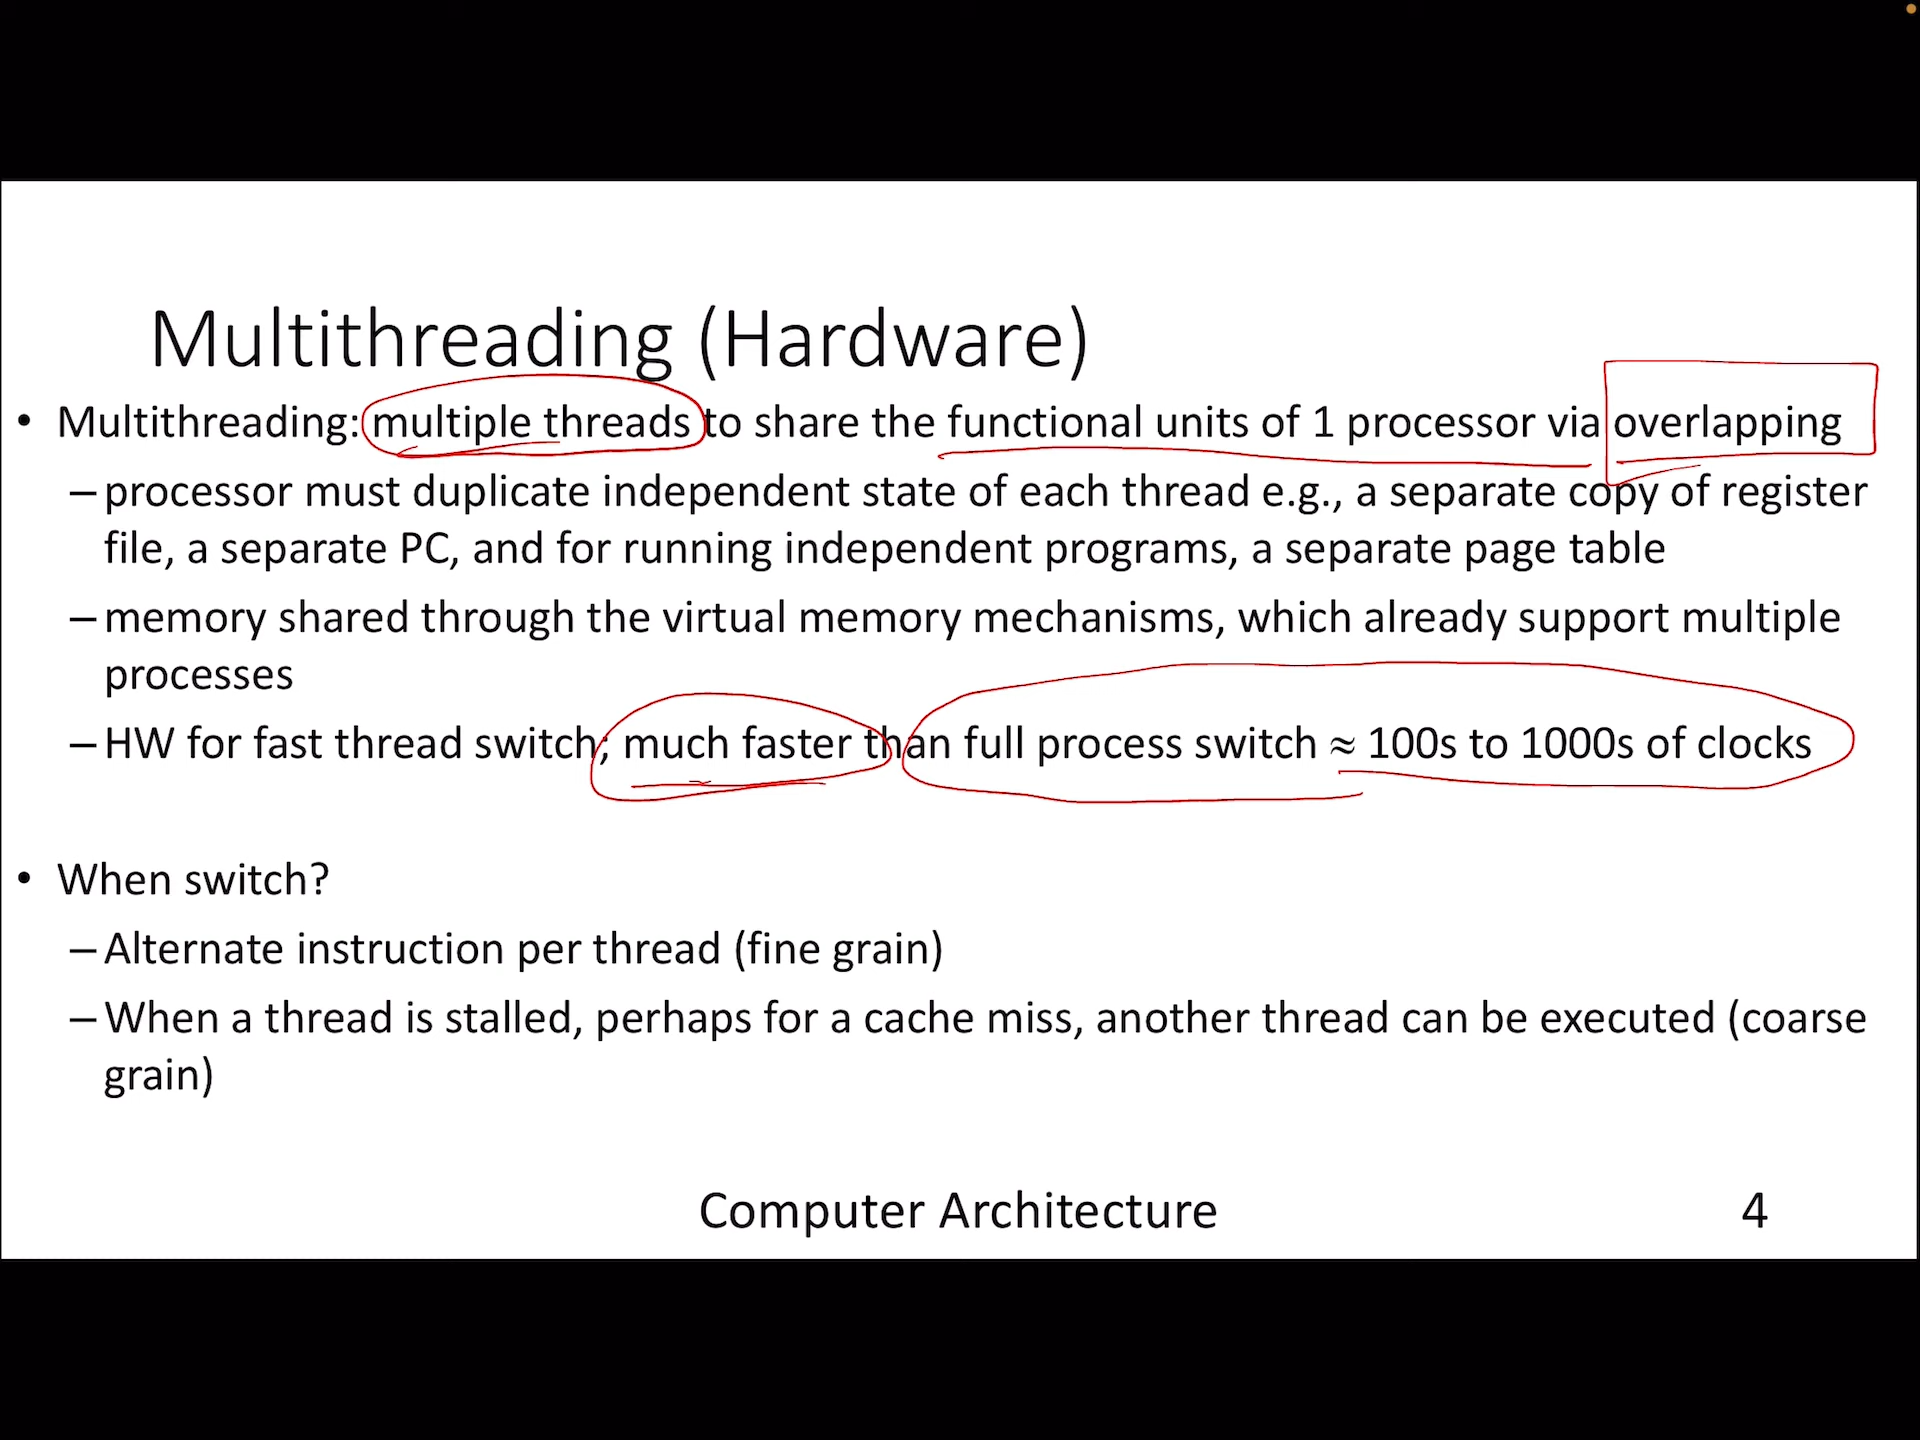 Multithreading (Hardware)
• Multithreading: multiple threads to share the functional units of 1 processor via overlapping
– processor must duplicate independent state of each thread e.g., a separate copy of register
file, a separate PC, and for running independent programs, a separate page table
– memory shared through the virtual memory mechanisms, which already support multiple
processes
– HW for fast thread switch; much faster than full process switch ≈ 100s to 1000s of clocks
• When switch?
– Alternate instruction per thread (fine grain)
– When a thread is stalled, perhaps for a cache miss, another thread can be executed (coarse
grain)
Computer Architecture 4